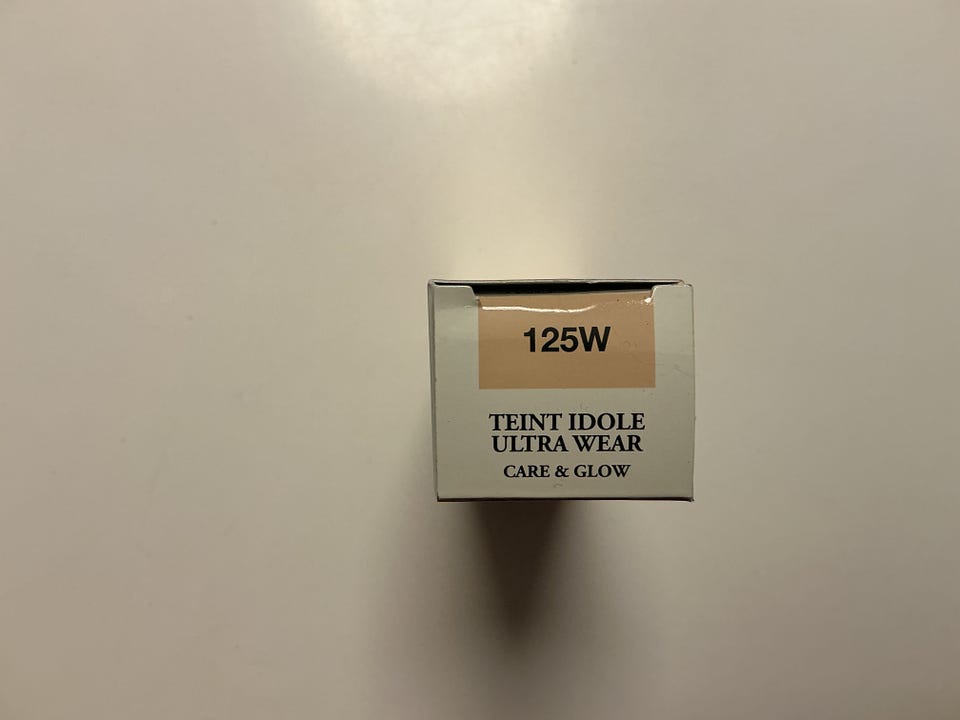 125W
TEINT IDOLE
ULTRA WEAR
CARE & GLOW